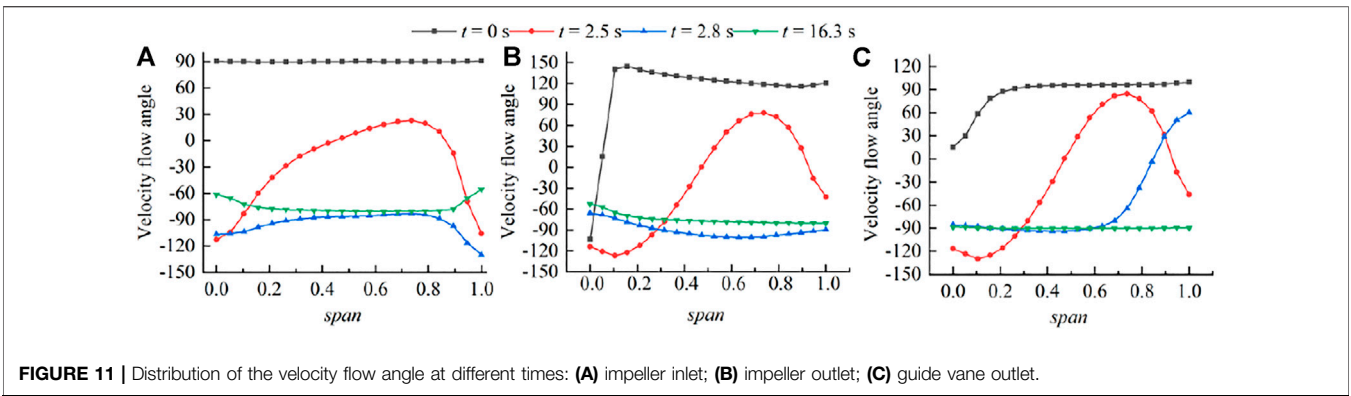 t = 0 s t = 2.5 s t = 2.8 s t = 16.3 s
A
90
60
30
0
-30
-60
-90
-120
-150
Velocity flow angle
0.0 0.2 0.4 0.6 0.8 1.0
span
B
150
120
90
60
30
0
-30
-60
-90
-120
-150
Velocity flow angle
0.0 0.2 0.4 0.6 0.8 1.0
span
C
120
90
60
30
0
-30
-60
-90
-120
-150
Velocity flow angle
0.0 0.2 0.4 0.6 0.8 1.0
span
FIGURE 11 | Distribution of the velocity flow angle at different times: (A) impeller inlet; (B) impeller outlet; (C) guide vane outlet.